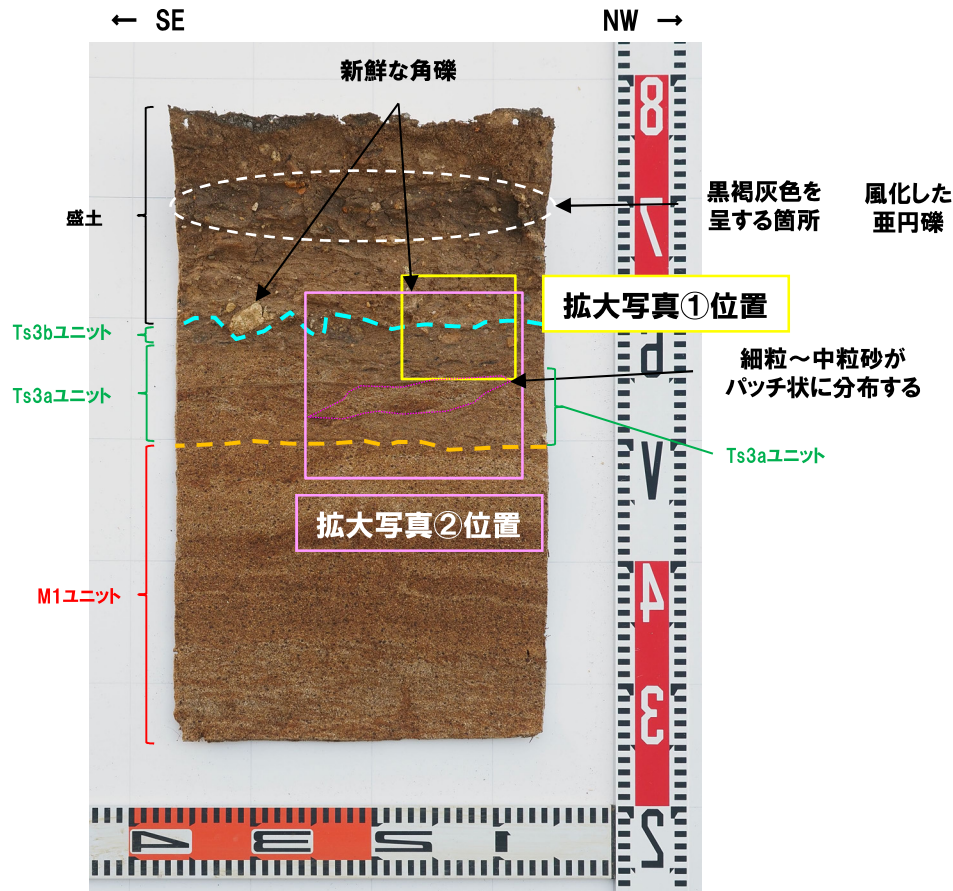 ← SE
NW →
新鮮な角礫
盛土
黒褐灰色を
呈する箇所
風化した
亜円礫
拡大写真①位置
Ts3bユニット
細粒～中粒砂が
パッチ状に分布する
Ts3aユニット
Ts3aユニット
拡大写真②位置
M1ユニット
8
7
6
5
4
3
2
4
3
2
1